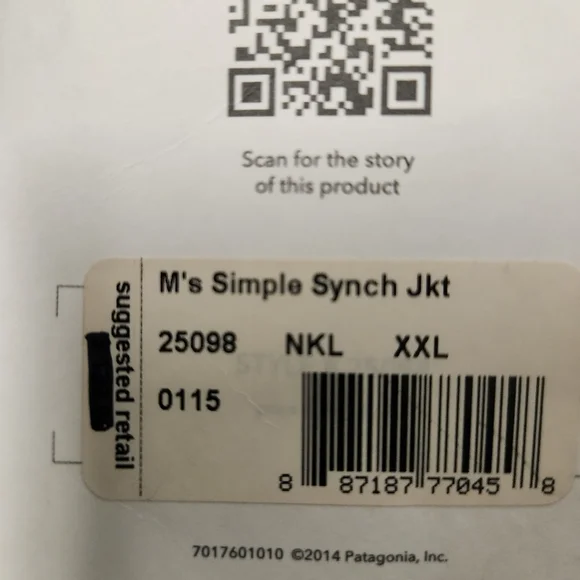 Scan for the story
of this product
M's Simple Synch Jkt
25098 NKL XXL
0115
suggested retail
8 87187 77045 8
7017601010 ©2014 Patagonia, Inc.